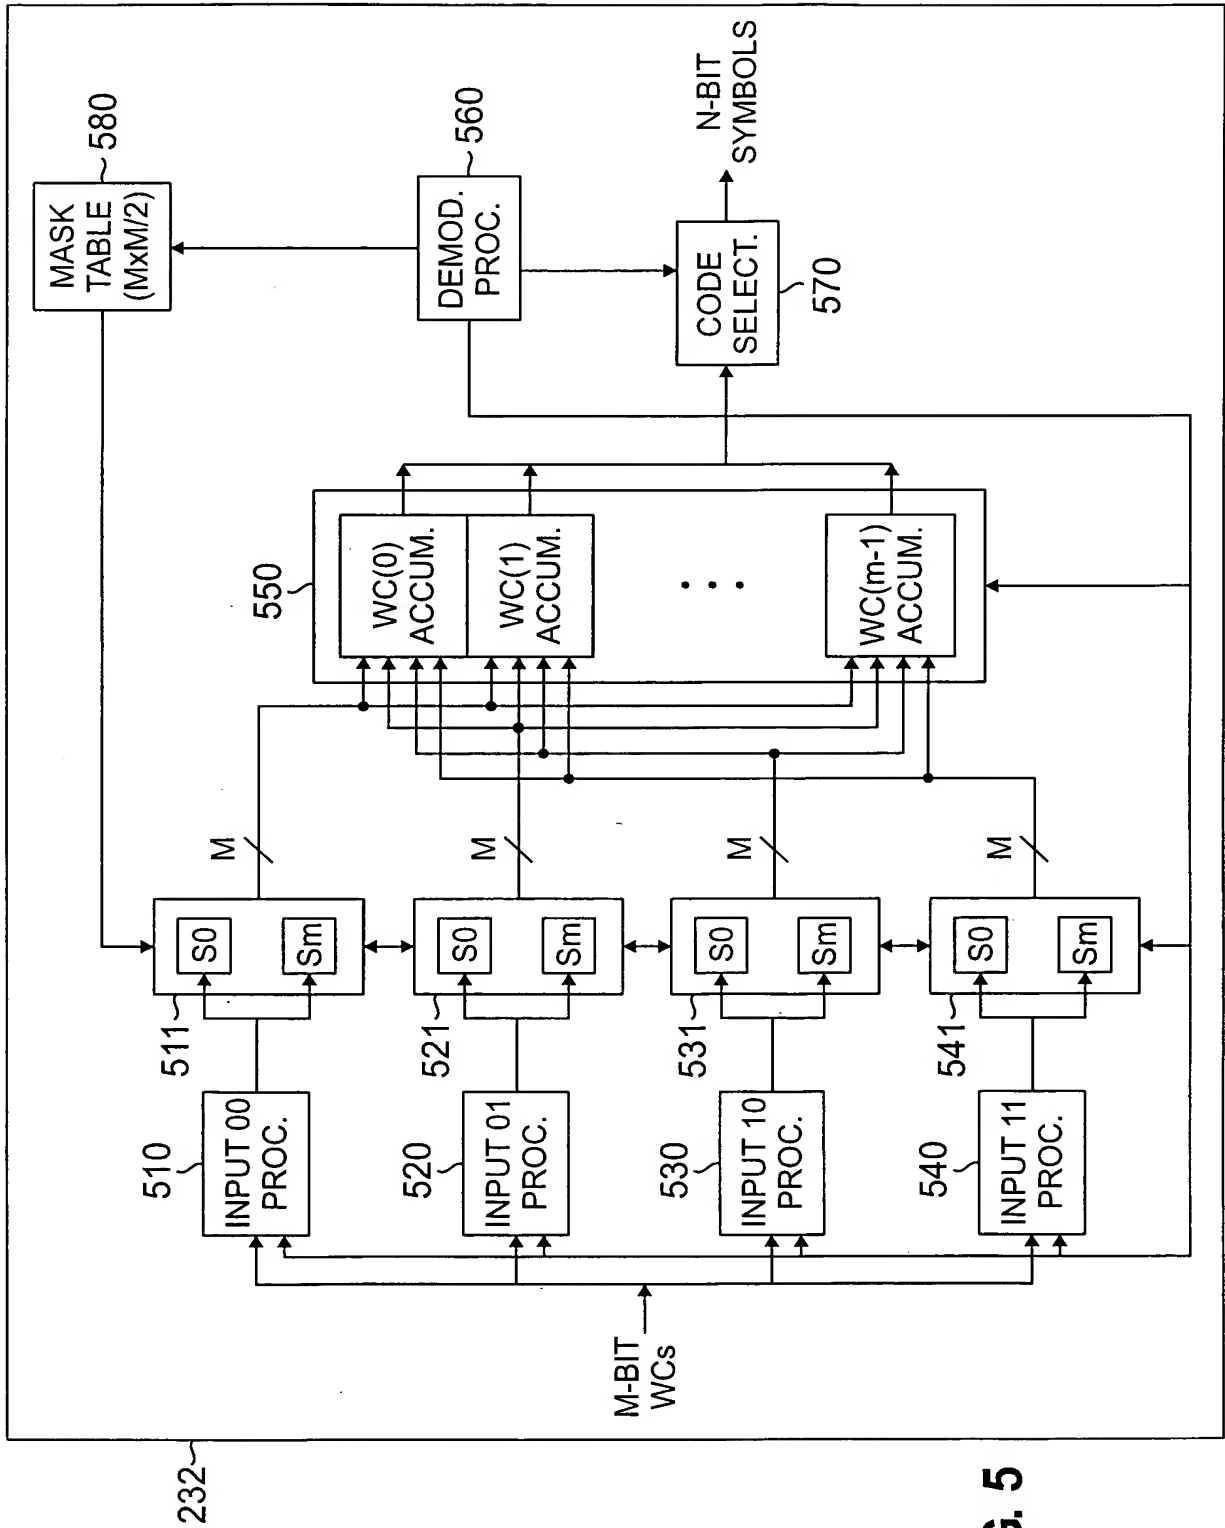 232
M-BIT
WCs
510
INPUT 00
PROC.
511
S0
Sm
M
520
INPUT 01
PROC.
521
S0
Sm
M
530
INPUT 10
PROC.
531
S0
Sm
M
540
INPUT 11
PROC.
541
S0
Sm
M
550
WC(0)
ACCUM.
WC(1)
ACCUM.
• • •
WC(m-1)
ACCUM.
MASK
TABLE
(MxM/2)
580
DEMOD.
PROC.
560
CODE
SELECT.
570
N-BIT
SYMBOLS
G. 5